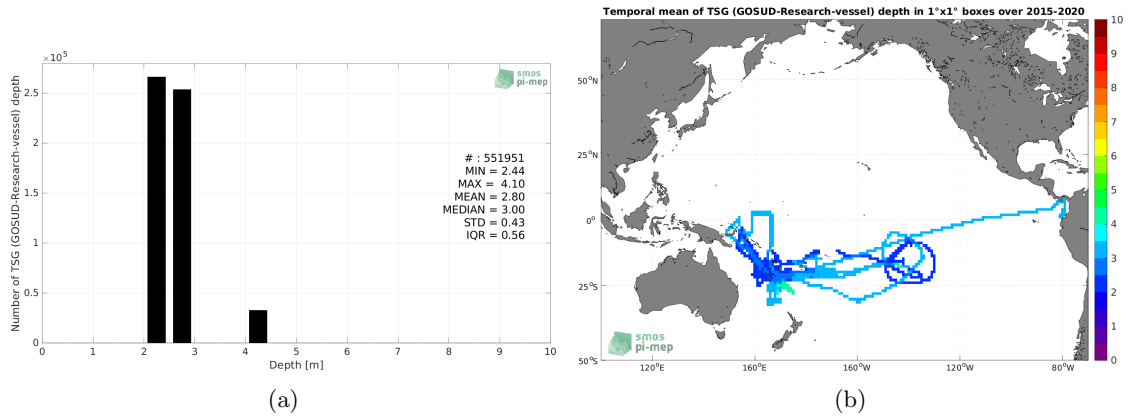 ×10⁵
2.5
2
1.5
1
0.5
0
0 1 2 3 4 5 6 7 8 9 10
Number of TSG (GOSUD-Research-vessel) depth
Depth [m]
smos
pi-mep
# : 551951
MIN = 2.44
MAX = 4.10
MEAN = 2.80
MEDIAN = 3.00
STD = 0.43
IQR = 0.56
(a)
Temporal mean of TSG (GOSUD-Research-vessel) depth in 1°x1° boxes over 2015-2020
50°N
25°N
0°
25°S
50°S
120°E 160°E 160°W 120°W 80°W
smos
pi-mep
10
9
8
7
6
5
4
3
2
1
0
(b)